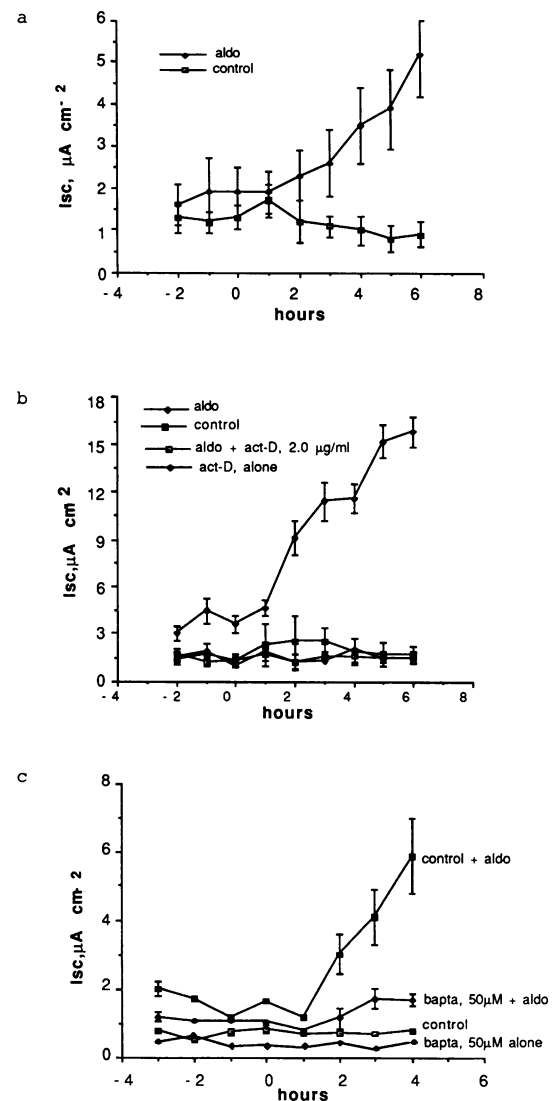 a
6
5
4
3
2
1
0
Isc, µA cm⁻²
aldo
control
-4 -2 0 2 4 6 8
hours
b
18
15
12
9
6
3
0
Isc,µA cm²
aldo
control
aldo + act-D, 2.0 µg/ml
act-D, alone
-4 -2 0 2 4 6 8
hours
c
8
6
4
2
0
Isc,µA cm-²
control + aldo
bapta, 50µM + aldo
control
bapta, 50µM alone
-4 -2 0 2 4 6
hours